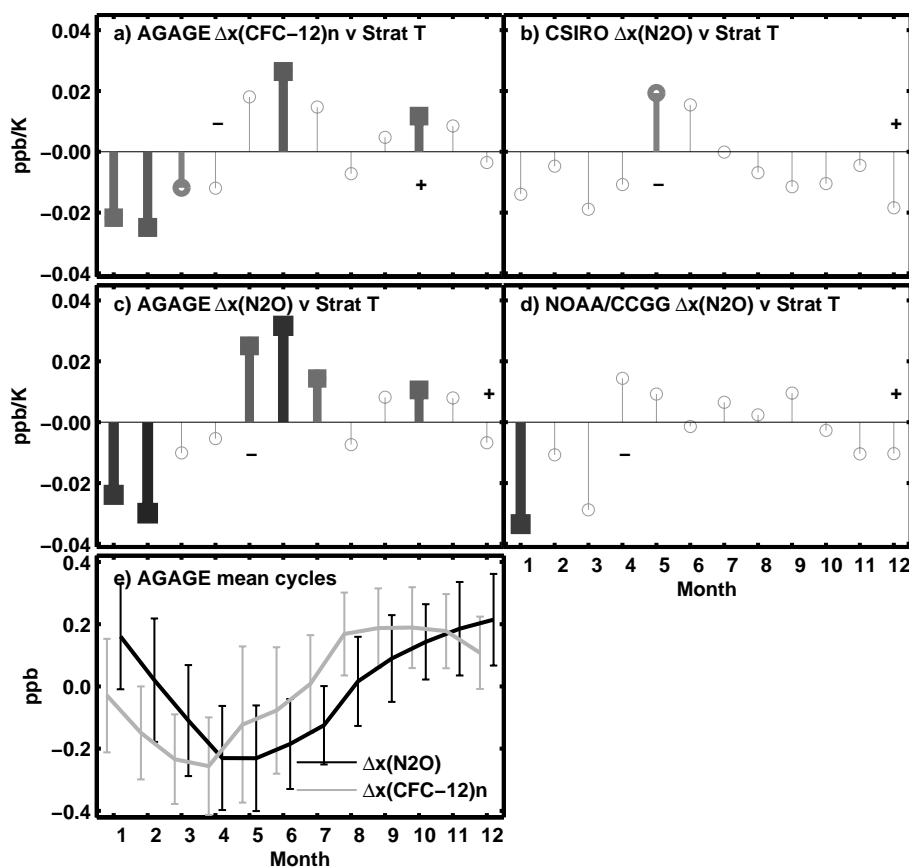 a) AGAGE Δx(CFC−12)n v Strat T
b) CSIRO Δx(N2O) v Strat T
0.04
0.02
−0.00
−0.02
−0.04
ppb/K
−
+
−
+
c) AGAGE Δx(N2O) v Strat T
d) NOAA/CCGG Δx(N2O) v Strat T
0.04
0.02
−0.00
−0.02
−0.04
ppb/K
−
+
−
+
1 2 3 4 5 6 7 8 9 10 11 12
Month
e) AGAGE mean cycles
0.4
0.2
0.0
−0.2
−0.4
ppb
Δx(N2O)
Δx(CFC−12)n
1 2 3 4 5 6 7 8 9 10 11 12
Month